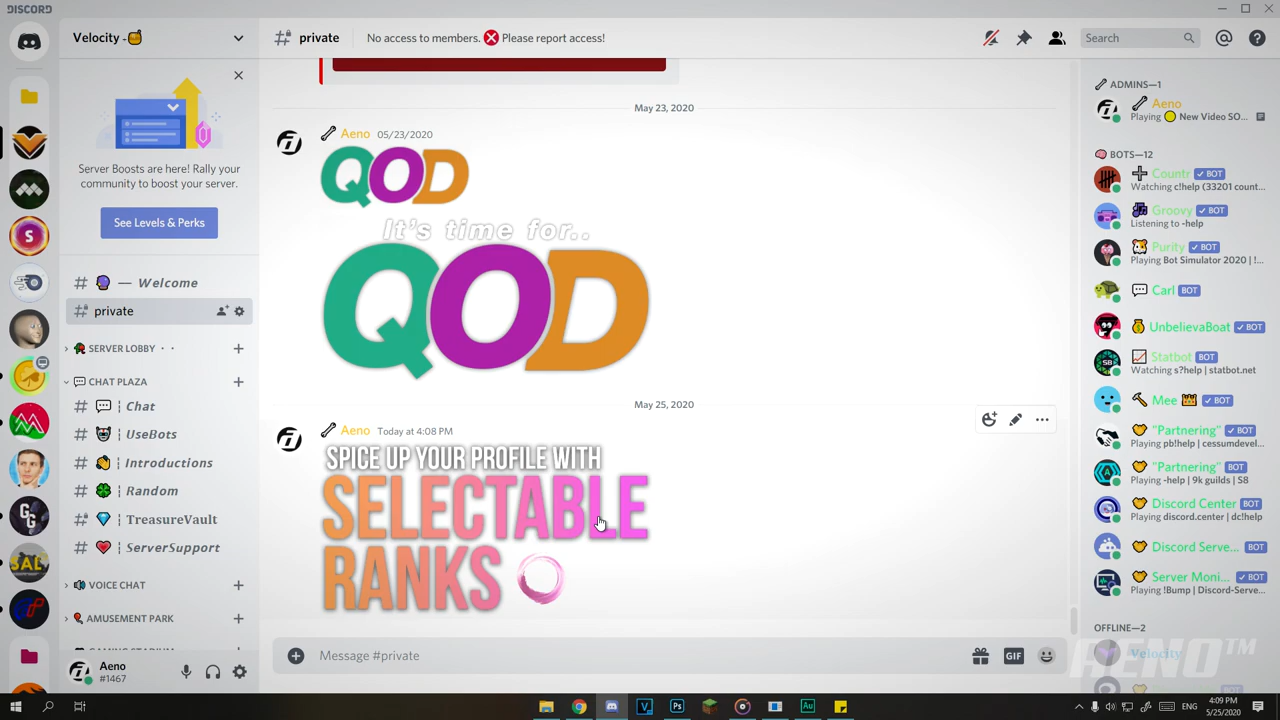 DISCORD
Velocity -
private
No access to members. ❌ Please report access!
Search
Server Boosts are here! Rally your
community to boost your server.
See Levels & Perks
# — Welcome
private
SERVER LOBBY · ·
CHAT PLAZA
# ¦ Chat
# ¦ UseBots
# ¦ Introductions
# ¦ Random
¦ TreasureVault
# ¦ ServerSupport
VOICE CHAT
AMUSEMENT PARK
Aeno
#1467
May 23, 2020
Aeno 05/23/2020
QOD
It's time for..
QOD
May 25, 2020
Aeno Today at 4:08 PM
SPICE UP YOUR PROFILE WITH
SELECTABLE
RANKS
Message #private
GIF
ADMINS—1
Aeno
Playing New Video SO...
BOTS—12
Countr BOT
Watching c!help (33201 count...
Groovy BOT
Listening to -help
Purity BOT
Playing Bot Simulator 2020 | !...
Carl BOT
UnbelievaBoat BOT
Statbot BOT
Watching s?help | statbot.net
Mee BOT
"Partnering" BOT
Playing pb!help | cessumdevel...
"Partnering" BOT
Playing -help | 9k guilds | S8
Discord Center BOT
Playing discord.center | dc!help
Discord Serve... BOT
Server Moni... BOT
Playing !Bump | Discord-Serve...
OFFLINE—2
Velocity
BOT
AENO™
ENG
4:09 PM
5/25/2020